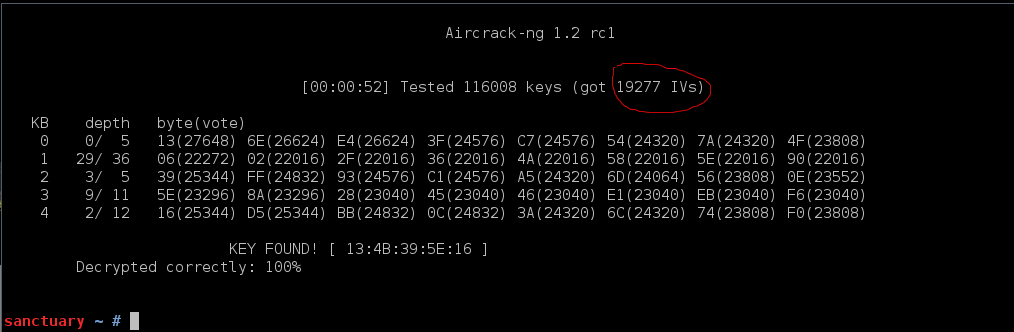 Aircrack-ng 1.2 rc1
[00:00:52] Tested 116008 keys (got 19277 IVs)
KB depth byte(vote)
0 0/ 5 13(27648) 6E(26624) E4(26624) 3F(24576) C7(24576) 54(24320) 7A(24320) 4F(23808)
1 29/ 36 06(22272) 02(22016) 2F(22016) 36(22016) 4A(22016) 58(22016) 5E(22016) 90(22016)
2 3/ 5 39(25344) FF(24832) 93(24576) C1(24576) A5(24320) 6D(24064) 56(23808) 0E(23552)
3 9/ 11 5E(23296) 8A(23296) 28(23040) 45(23040) 46(23040) E1(23040) EB(23040) F6(23040)
4 2/ 12 16(25344) D5(25344) BB(24832) 0C(24832) 3A(24320) 6C(24320) 74(23808) F0(23808)
KEY FOUND! [ 13:4B:39:5E:16 ]
Decrypted correctly: 100%
sanctuary ~ #